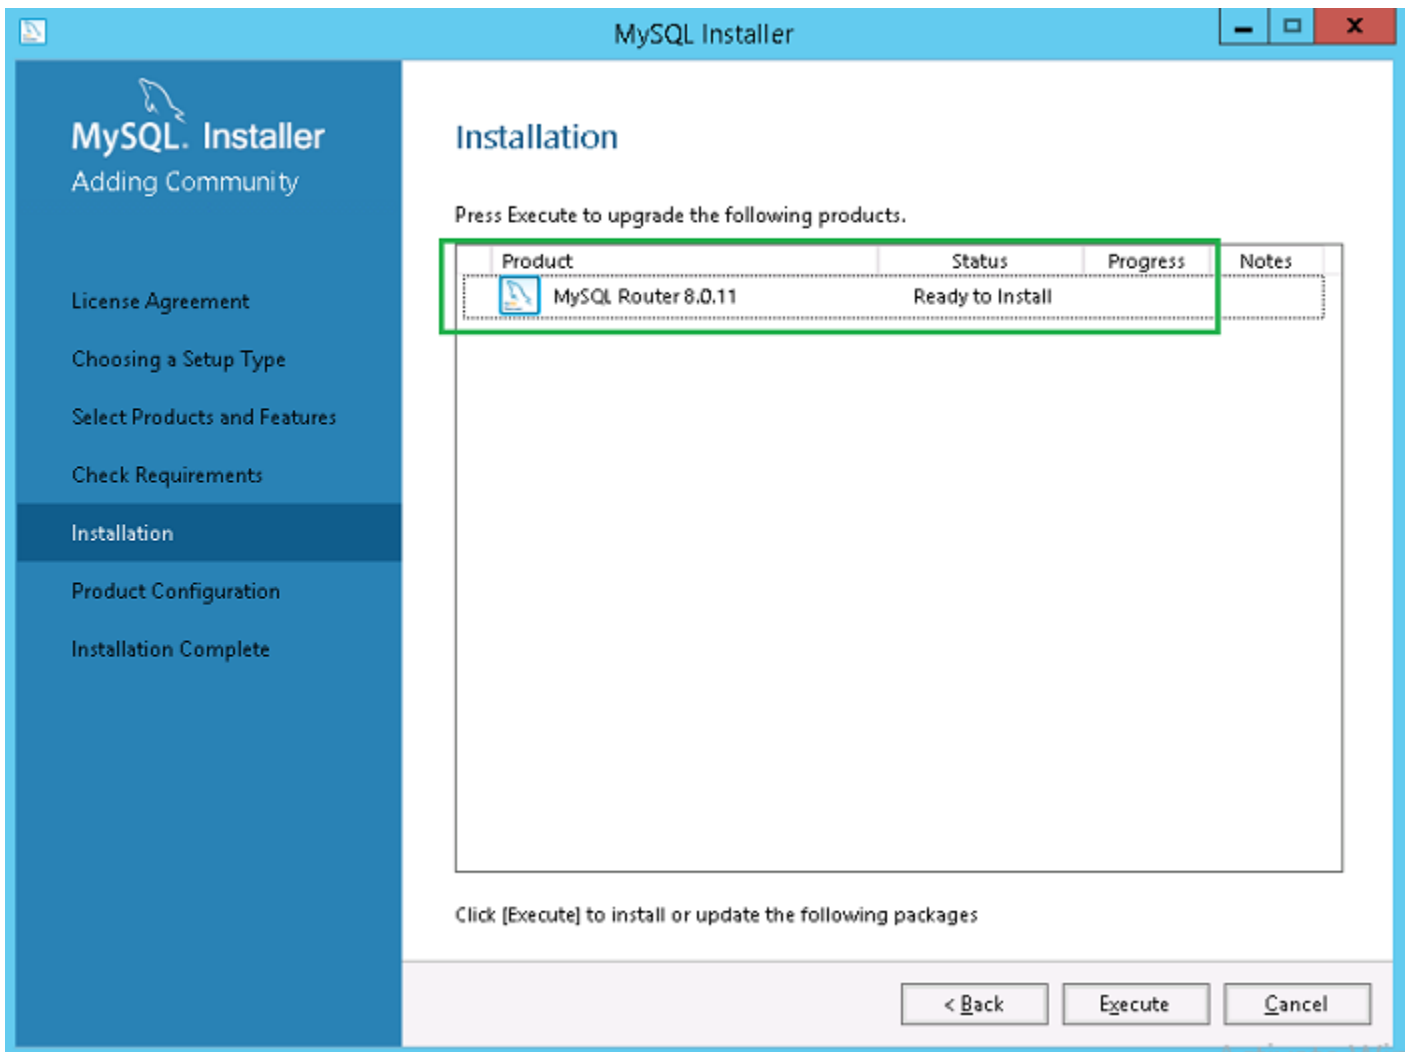 MySQL Installer
MySQL. Installer
Adding Community
License Agreement
Choosing a Setup Type
Select Products and Features
Check Requirements
Installation
Product Configuration
Installation Complete
Installation
Press Execute to upgrade the following products.
Product Status Progress Notes
MySQL Router 8.0.11 Ready to Install
Click [Execute] to install or update the following packages
< Back Execute Cancel